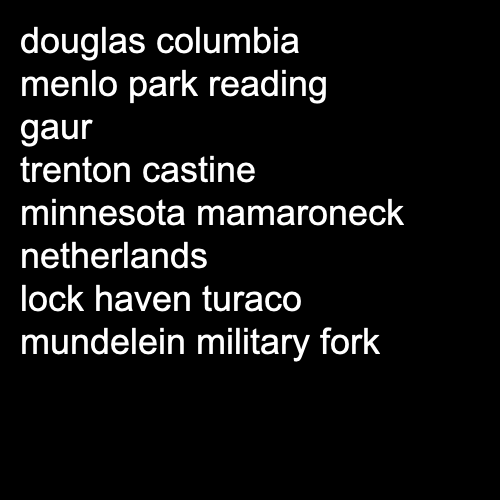 douglas columbia
menlo park reading
gaur
trenton castine
minnesota mamaroneck
netherlands
lock haven turaco
mundelein military fork